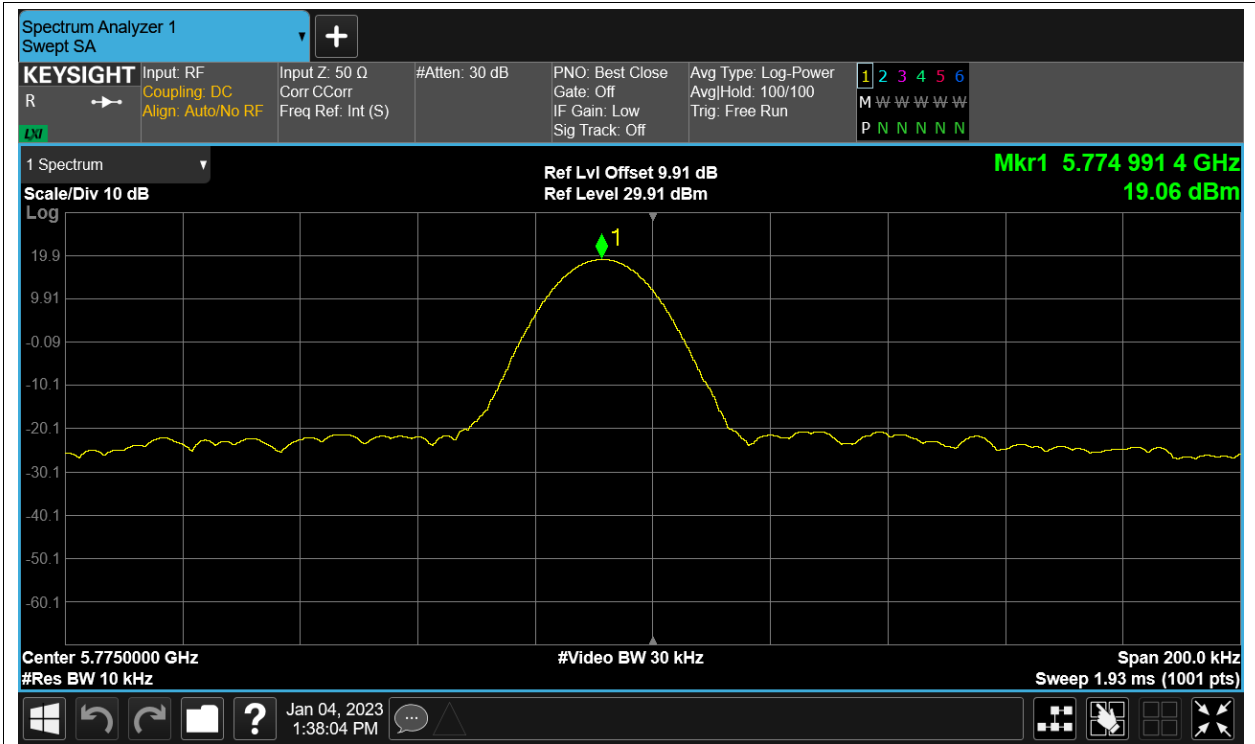 Spectrum Analyzer 1
Swept SA
KEYSIGHT
R
LXI
Input: RF
Coupling: DC
Align: Auto/No RF
Input Z: 50 Ω
Corr CCorr
Freq Ref: Int (S)
#Atten: 30 dB
PNO: Best Close
Gate: Off
IF Gain: Low
Sig Track: Off
Avg Type: Log-Power
Avg|Hold: 100/100
Trig: Free Run
1 2 3 4 5 6
M W W W W W W
P N N N N N N
1 Spectrum
Scale/Div 10 dB
Log
Ref Lvl Offset 9.91 dB
Ref Level 29.91 dBm
Mkr1 5.774 991 4 GHz
19.06 dBm
1
19.9
9.91
-0.09
-10.1
-20.1
-30.1
-40.1
-50.1
-60.1
Center 5.7750000 GHz
#Res BW 10 kHz
#Video BW 30 kHz
Span 200.0 kHz
Sweep 1.93 ms (1001 pts)
?
Jan 04, 2023
1:38:04 PM